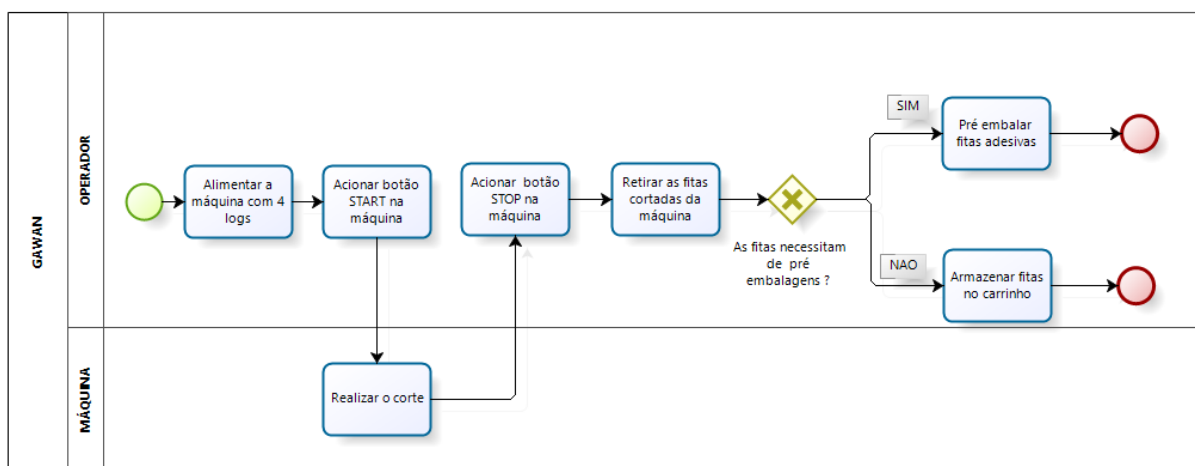 GAWAN
OPERADOR
Alimentar a
máquina com 4
logs
Acionar botão
START na
máquina
Acionar botão
STOP na
máquina
Retirar as fitas
cortadas da
máquina
As fitas necessitam
de pré
embalagens ?
SIM
Pré embalar
fitas adesivas
NAO
Armazenar fitas
no carrinho
MÁQUINA
Realizar o corte